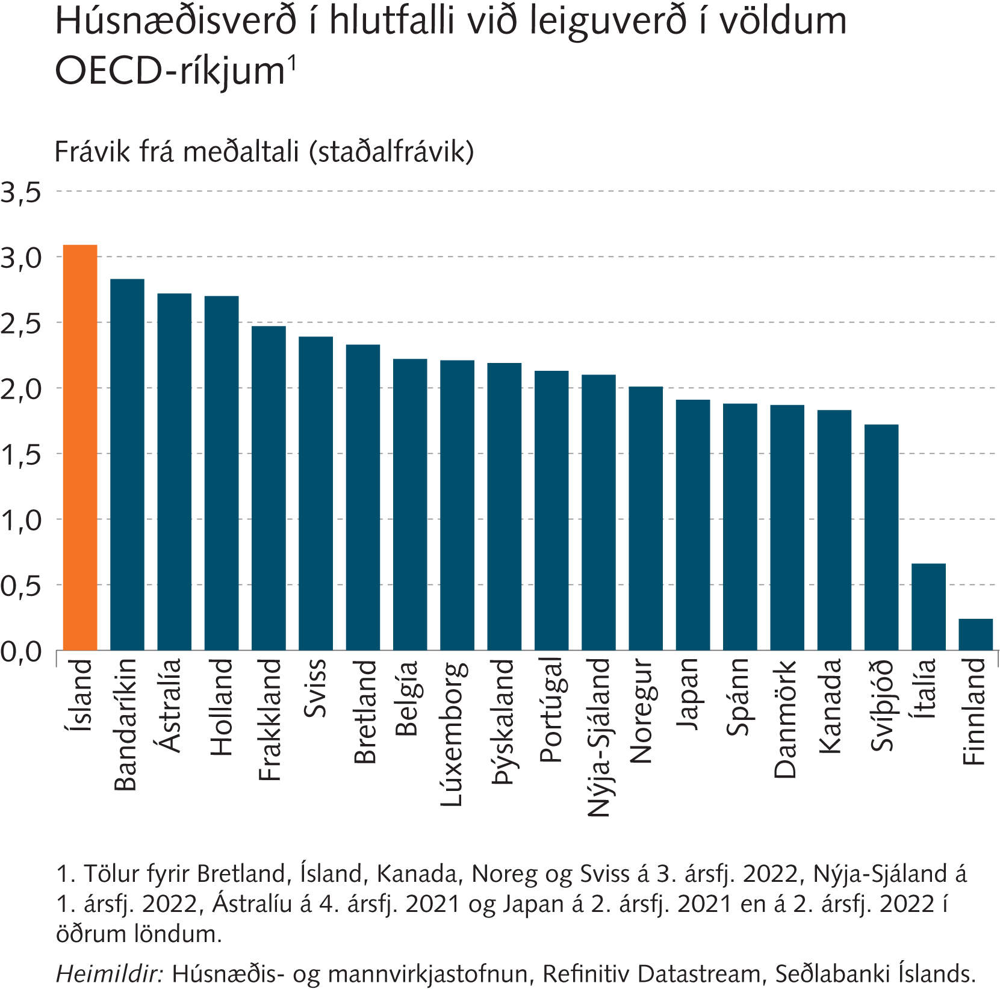 Húsnæðisverð í hlutfalli við leiguverð í völdum
OECD-ríkjum¹
Frávik frá meðaltali (staðalfrávik)
3,5
3,0
2,5
2,0
1,5
1,0
0,5
0,0
Ísland
Bandaríkin
Ástralía
Holland
Frakkland
Sviss
Bretland
Belgía
Lúxemborg
Þýskaland
Portúgal
Nýja-Sjáland
Noregur
Japan
Spánn
Danmörk
Kanada
Svíþjóð
Ítalía
Finnland
1. Tölur fyrir Bretland, Ísland, Kanada, Noreg og Sviss á 3. ársfj. 2022, Nýja-Sjáland á
1. ársfj. 2022, Ástralíu á 4. ársfj. 2021 og Japan á 2. ársfj. 2021 en á 2. ársfj. 2022 í
öðrum löndum.
Heimildir: Húsnæðis- og mannvirkjastofnun, Refinitiv Datastream, Seðlabanki Íslands.